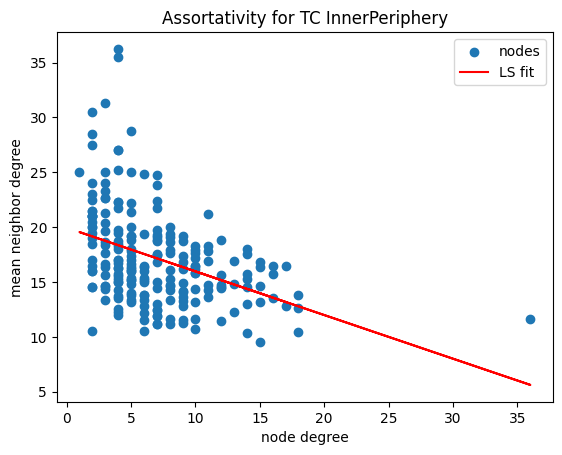 Assortativity for TC InnerPeriphery
nodes
LS fit
mean neighbor degree
35
30
25
20
15
10
5
0 5 10 15 20 25 30 35
node degree